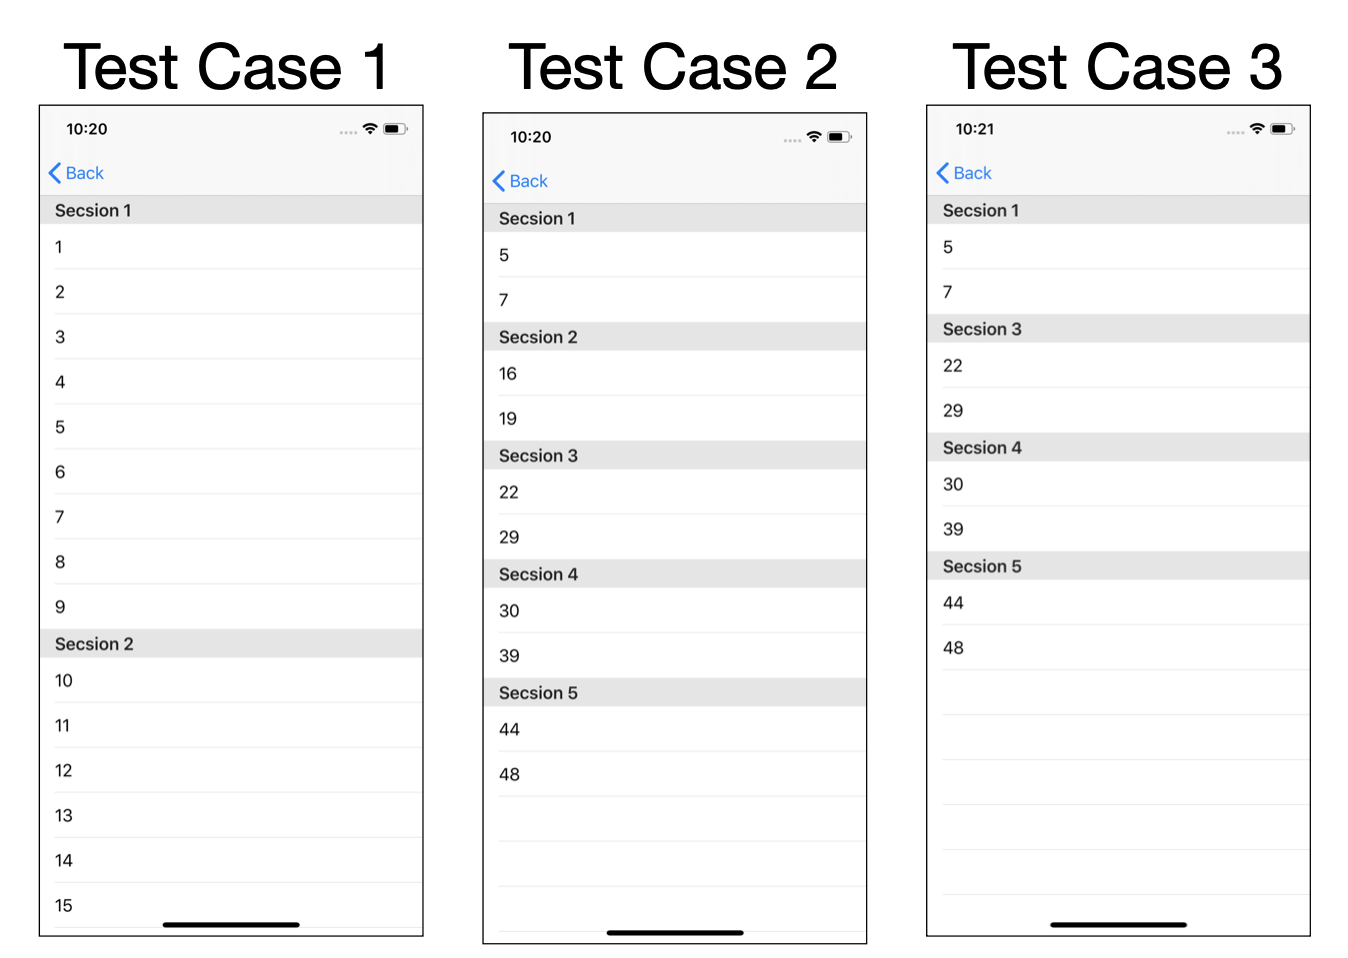 Test Case 1
10:20
Back
Secsion 1
1
2
3
4
5
6
7
8
9
Secsion 2
10
11
12
13
14
15
Test Case 2
10:20
Back
Secsion 1
5
7
Secsion 2
16
19
Secsion 3
22
29
Secsion 4
30
39
Secsion 5
44
48
Test Case 3
10:21
Back
Secsion 1
5
7
Secsion 3
22
29
Secsion 4
30
39
Secsion 5
44
48